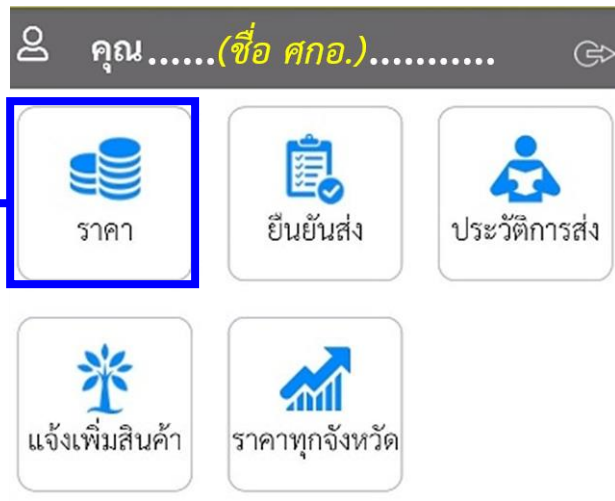 คุณ......(ชื่อ ศกอ.)...........
ราคา ยืนยันส่ง ประวัติการส่ง
แจ้งเพิ่มสินค้า ราคาทุกจังหวัด